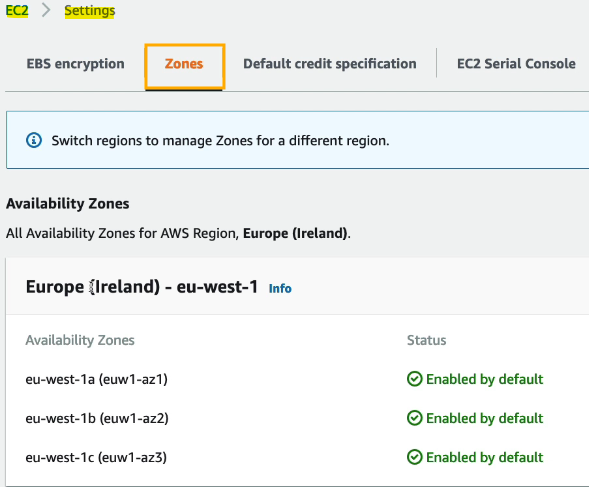 EC2 > Settings
EBS encryption Zones Default credit specification EC2 Serial Console
Switch regions to manage Zones for a different region.
Availability Zones
All Availability Zones for AWS Region, Europe (Ireland).
Europe (Ireland) - eu-west-1 Info
Availability Zones Status
eu-west-1a (euw1-az1) Enabled by default
eu-west-1b (euw1-az2) Enabled by default
eu-west-1c (euw1-az3) Enabled by default